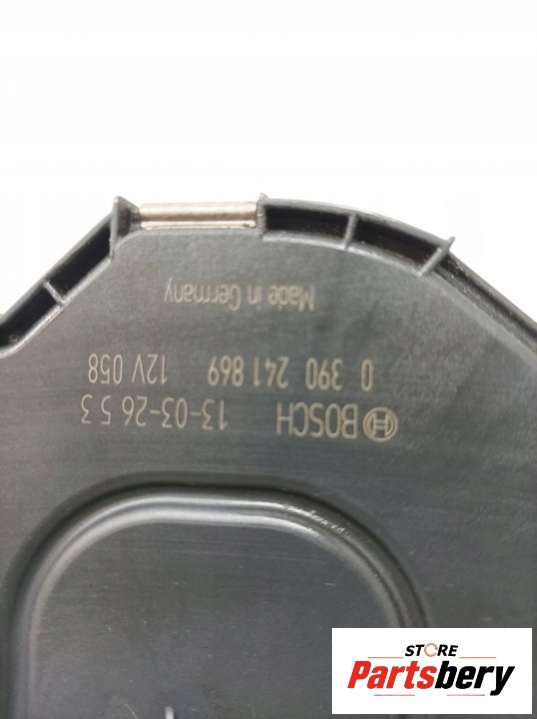 BOSCH 13-03-26 5 3
0 390 241 869 12V 058
Made in Germany
STORE
Partsbery